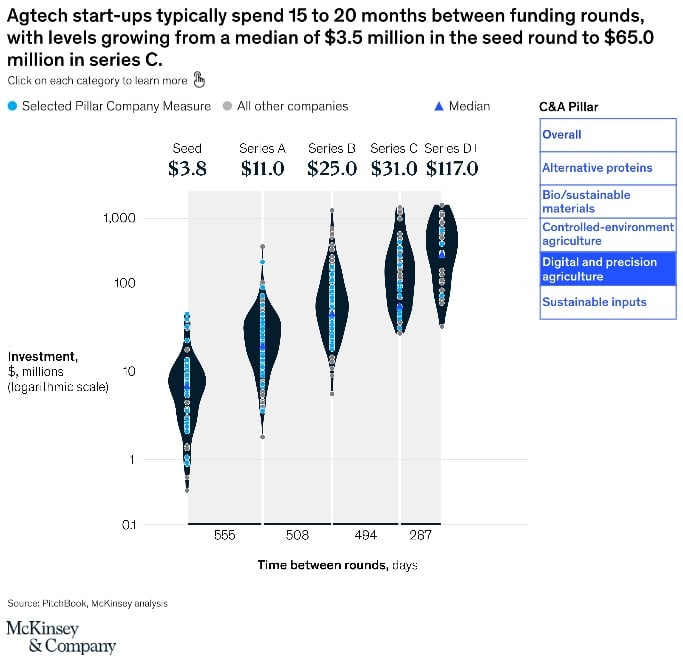 Agtech start-ups typically spend 15 to 20 months between funding rounds,
with levels growing from a median of $3.5 million in the seed round to $65.0
million in series C.
Click on each category to learn more
Selected Pillar Company Measure
All other companies
Median
C&A Pillar
Overall
Alternative proteins
Bio/sustainable
materials
Controlled-environment
agriculture
Digital and precision
agriculture
Sustainable inputs
Seed Series A Series B Series C Series D+
$3.8 $11.0 $25.0 $31.0 $117.0
1,000
100
10
1
0.1
Investment,
$, millions
(logarithmic scale)
555 508 494 267
Time between rounds, days
Source: PitchBook, McKinsey analysis
McKinsey
& Company